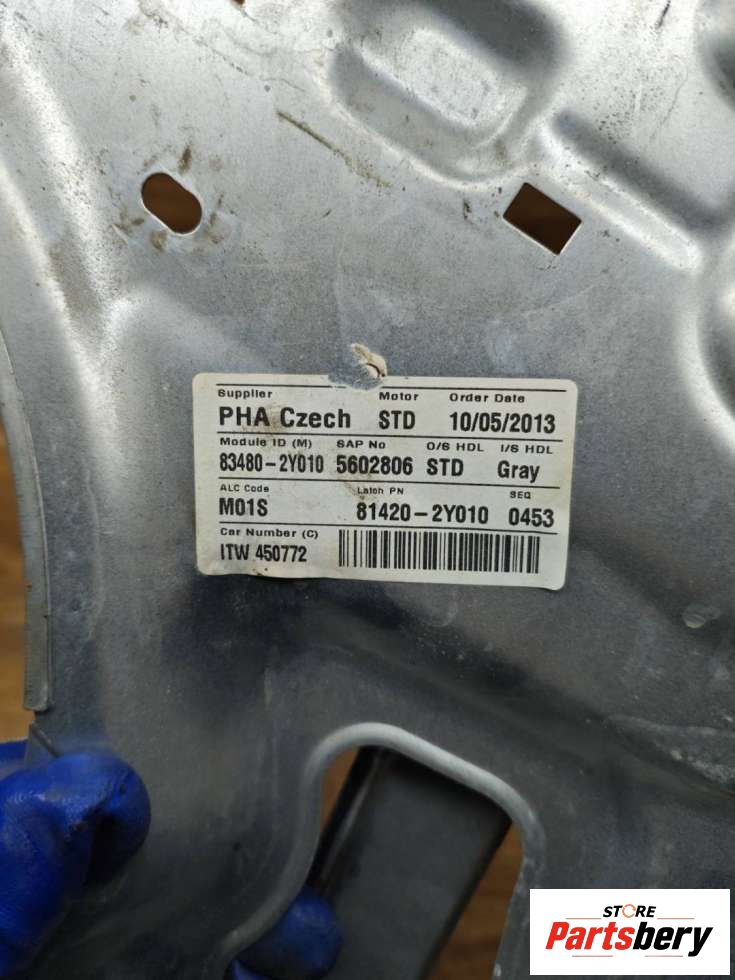 Supplier Motor Order Date
PHA Czech STD 10/05/2013
Module ID (M) SAP No O/S HDL I/S HDL
83480-2Y010 5602806 STD Gray
ALC Code Latch PN SEQ
M01S 81420-2Y010 0453
Car Number (C)
ITW 450772
STORE
Partsbery